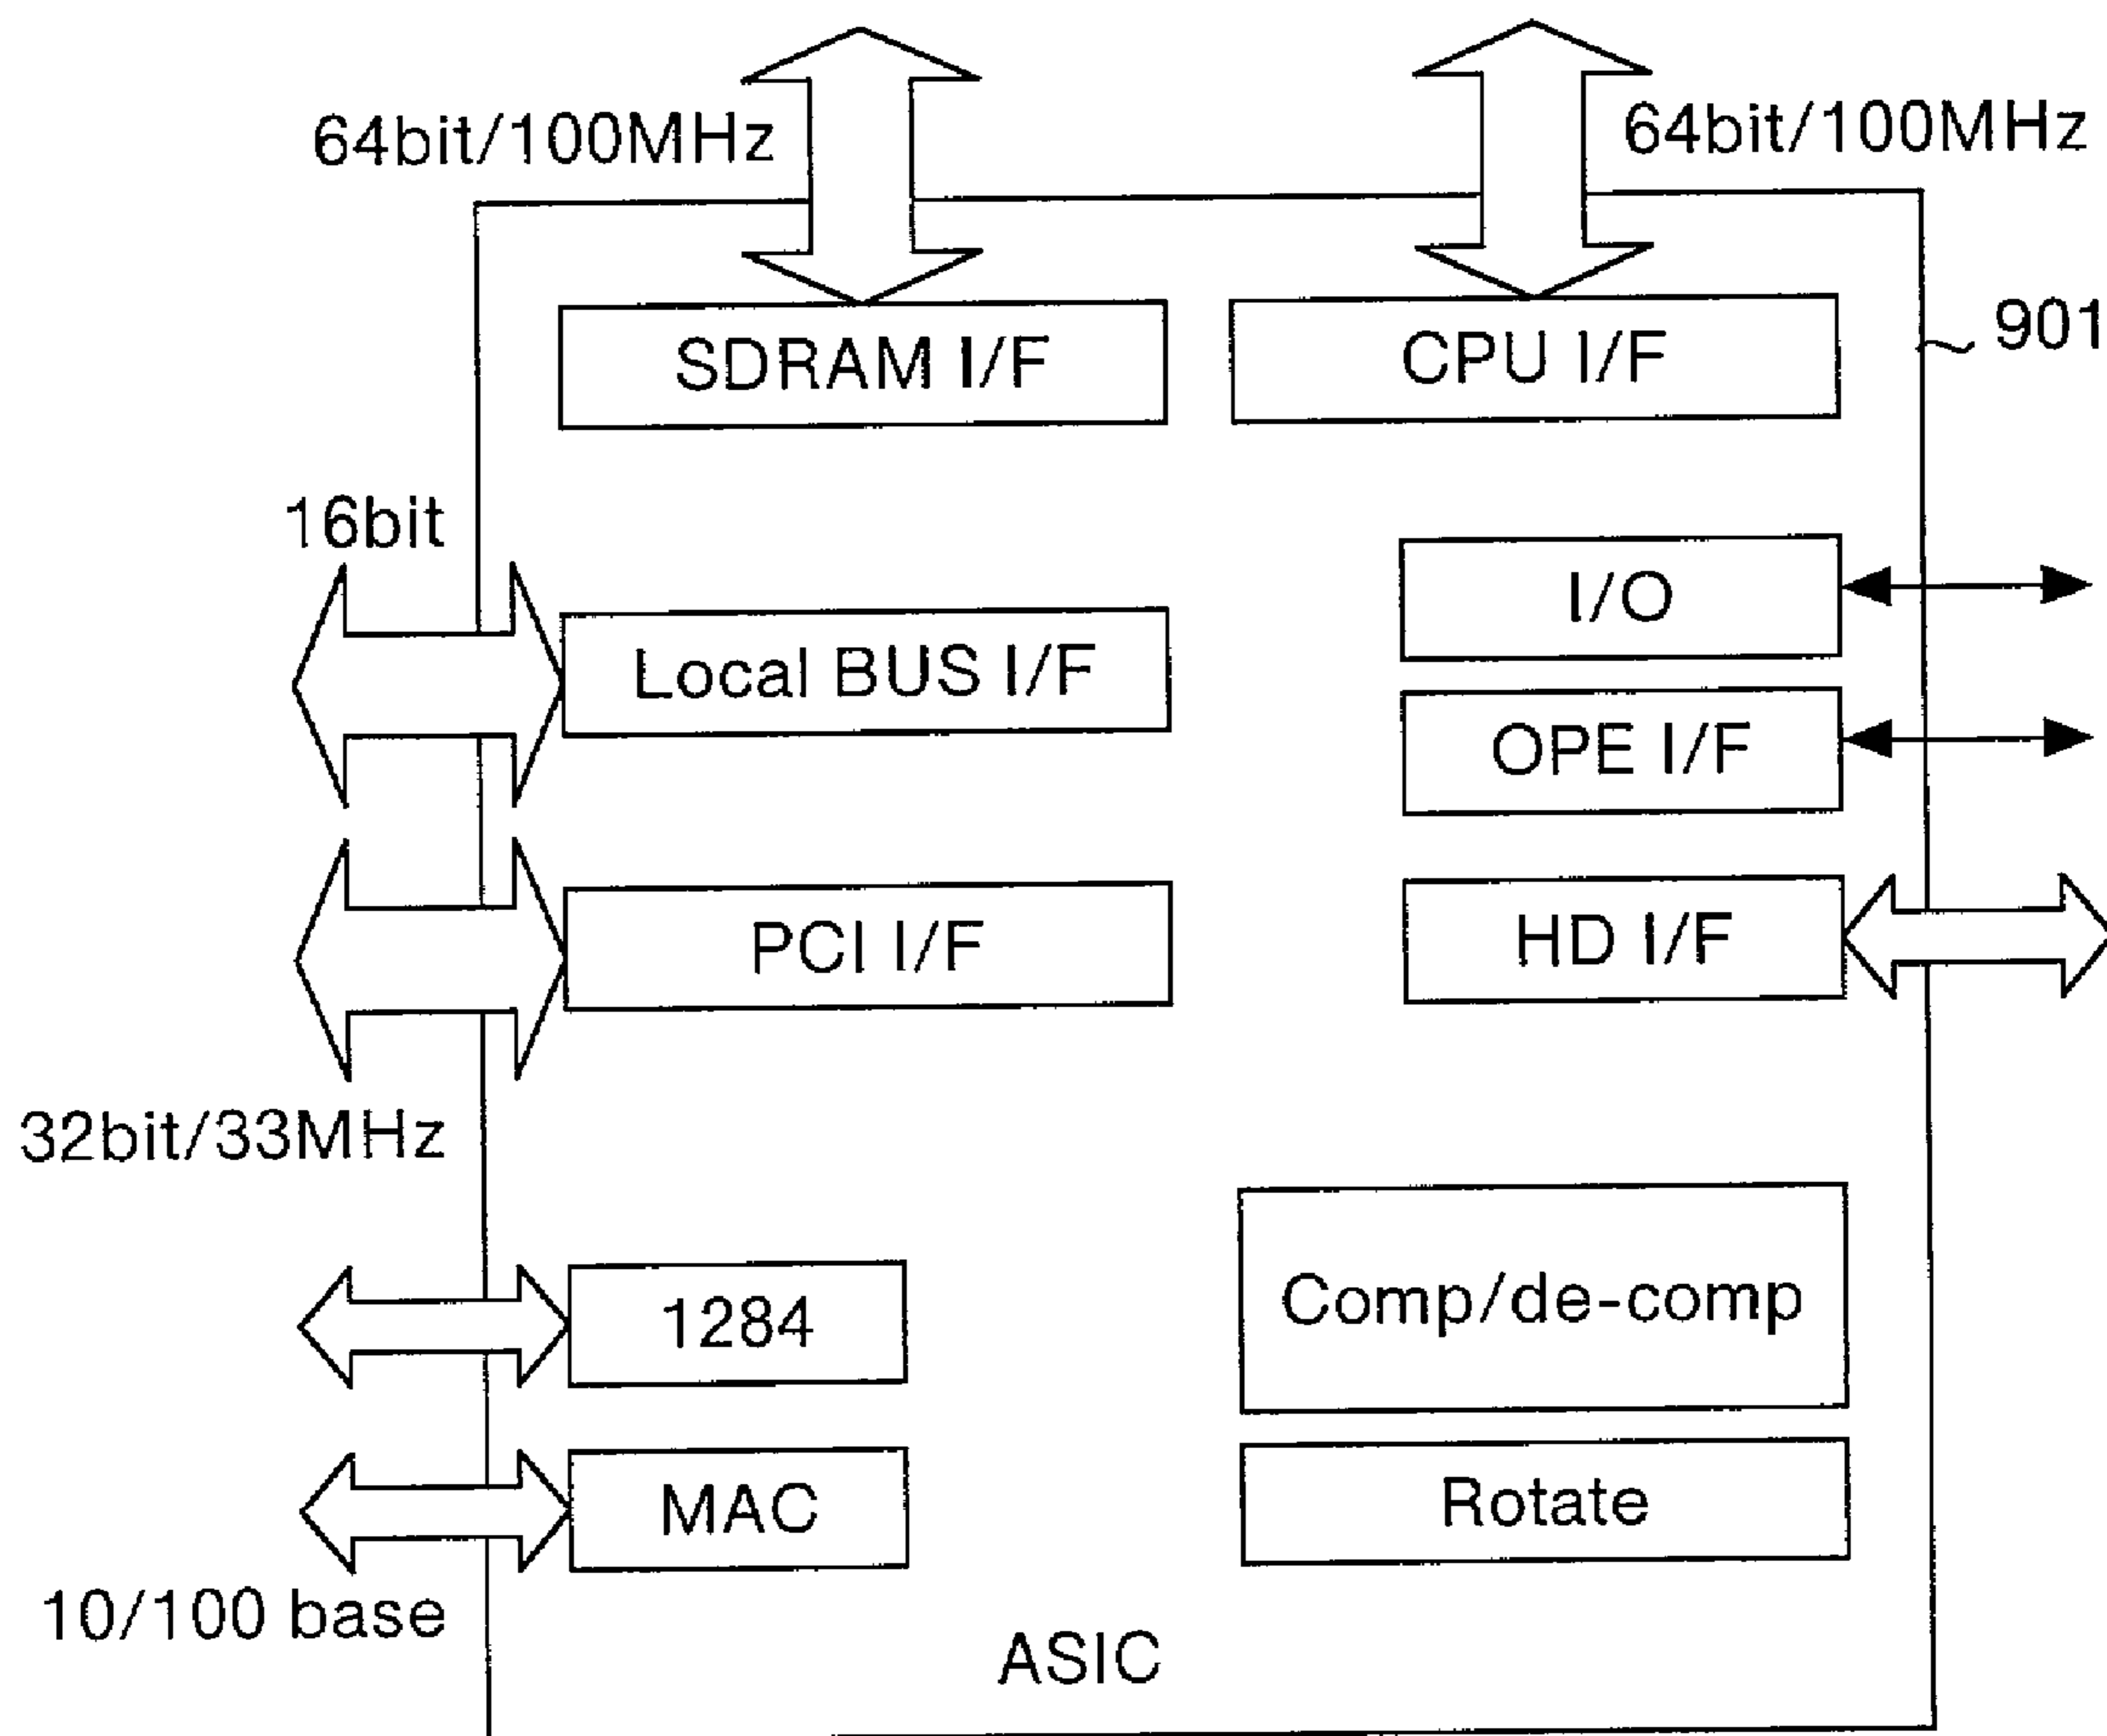 64bit/100MHz
64bit/100MHz
SDRAM I/F
CPU I/F
901
16bit
I/O
Local BUS I/F
OPE I/F
PCI I/F
HD I/F
32bit/33MHz
1284
Comp/de-comp
MAC
Rotate
10/100 base
ASIC